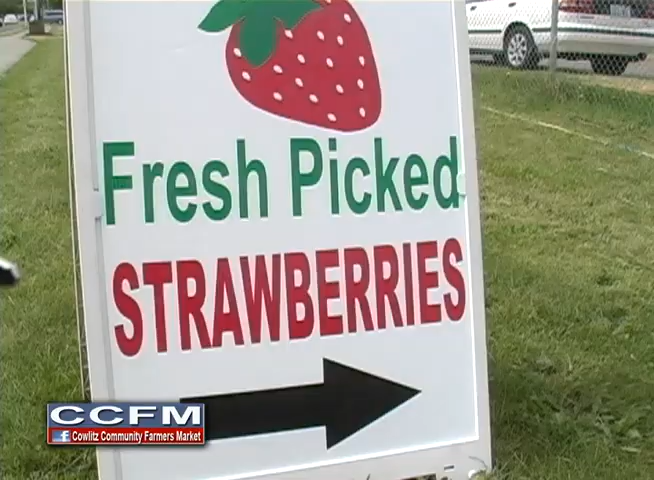 Fresh Picked
STRAWBERRIES
CCFM
f Cowlitz Community Farmers Market